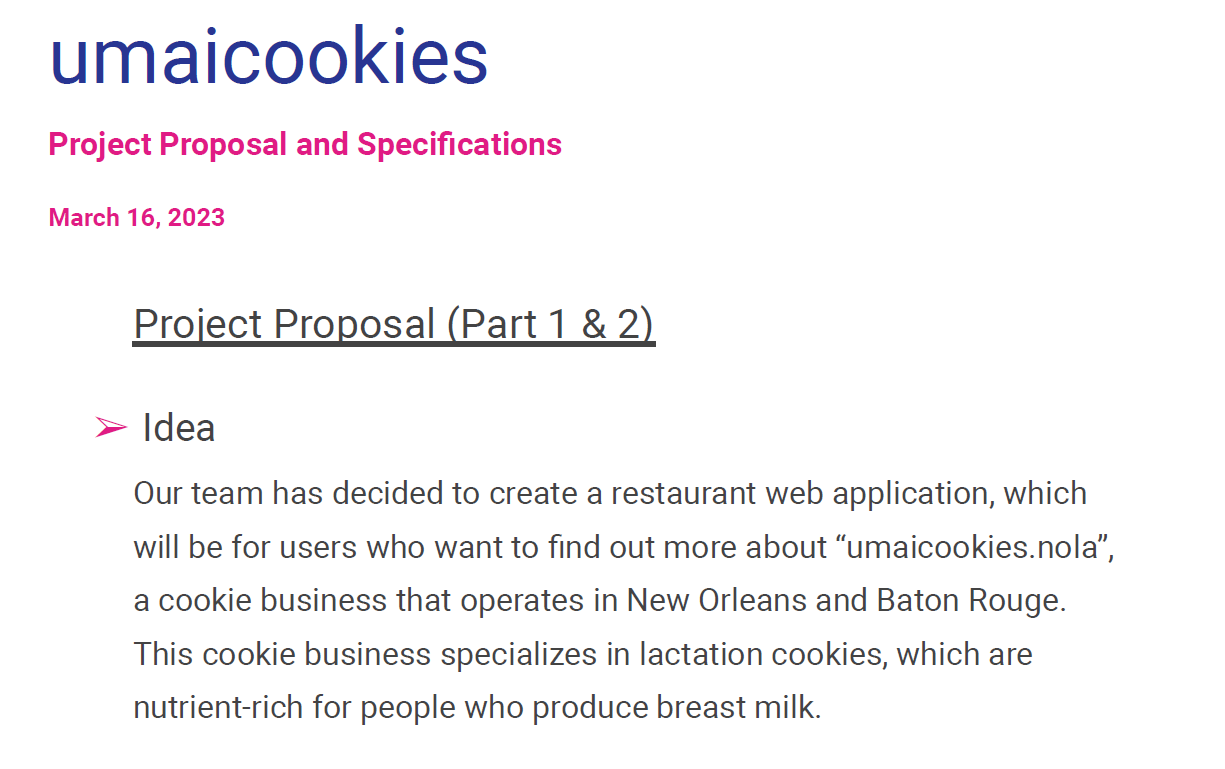 umaicookies
Project Proposal and Specifications
March 16, 2023
Project Proposal (Part 1 & 2)
➢ Idea
Our team has decided to create a restaurant web application, which
will be for users who want to find out more about “umaicookies.nola”,
a cookie business that operates in New Orleans and Baton Rouge.
This cookie business specializes in lactation cookies, which are
nutrient-rich for people who produce breast milk.